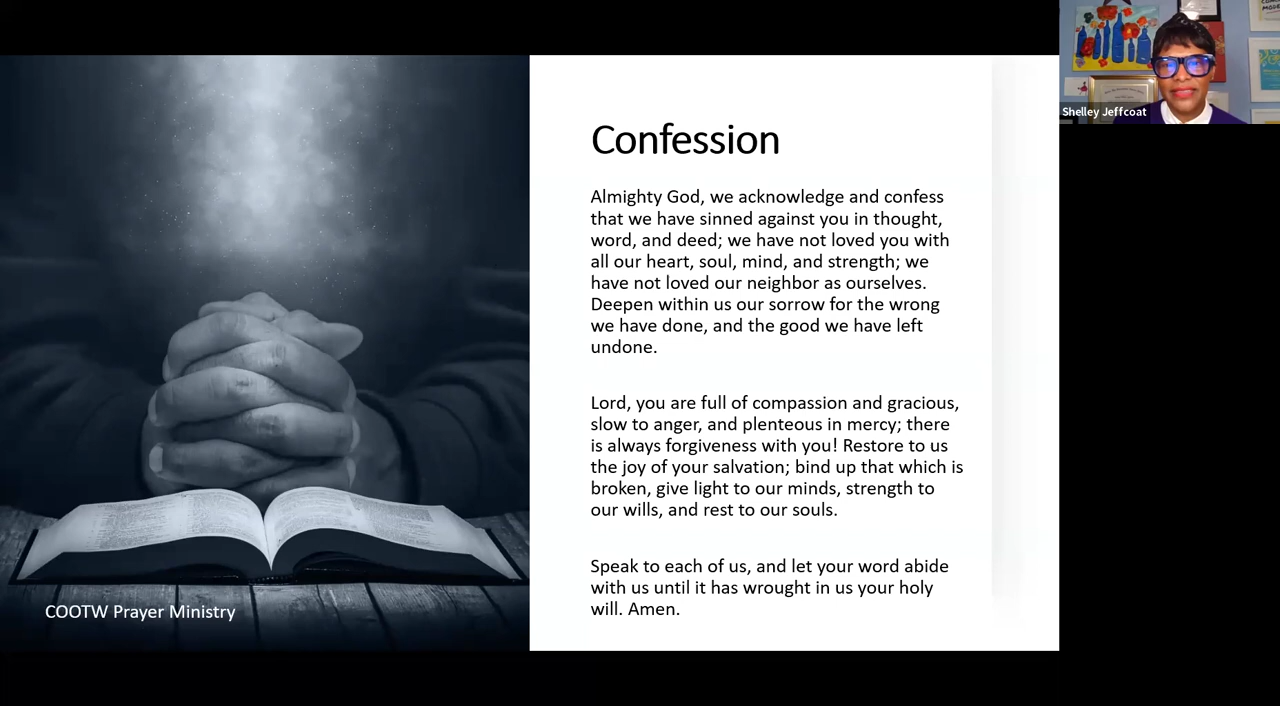 Confession
Almighty God, we acknowledge and confess
that we have sinned against you in thought,
word, and deed; we have not loved you with
all our heart, soul, mind, and strength; we
have not loved our neighbor as ourselves.
Deepen within us our sorrow for the wrong
we have done, and the good we have left
undone.
Lord, you are full of compassion and gracious,
slow to anger, and plenteous in mercy; there
is always forgiveness with you! Restore to us
the joy of your salvation; bind up that which is
broken, give light to our minds, strength to
our wills, and rest to our souls.
Speak to each of us, and let your word abide
with us until it has wrought in us your holy
will. Amen.
COOTW Prayer Ministry
Shelley Jeffcoat